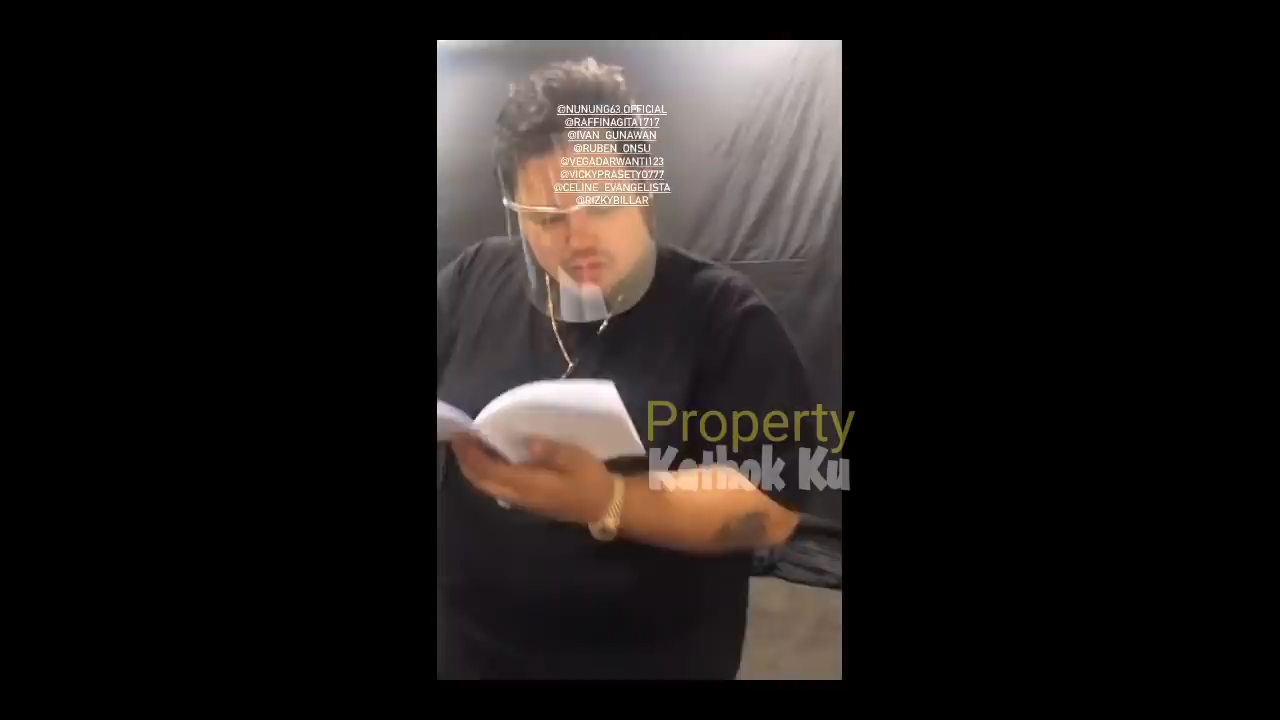 @NUNUNG63.OFFICIAL
@RAFFINAGITA1717
@IVAN_GUNAWAN
@RUBEN_ONSU
@VEGADARWANTI123
@VICKYPRASETYO777
@CELINE_EVANGELISTA
@RIZKYBILLAR
Property
Kathok Ku